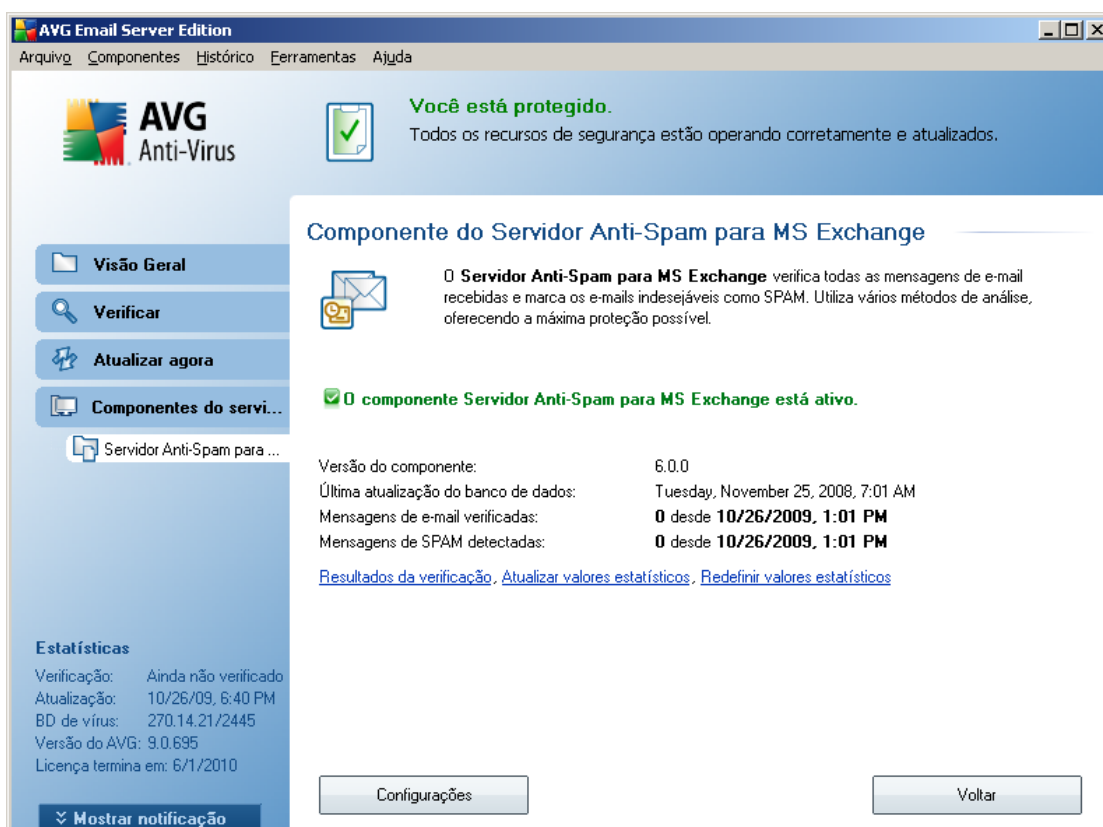 AVG Email Server Edition
Arquivo Componentes Histórico Ferramentas Ajuda
AVG
Anti-Virus
Você está protegido.
Todos os recursos de segurança estão operando corretamente e atualizados.
Visão Geral
Verificar
Atualizar agora
Componentes do servi...
Servidor Anti-Spam para ...
Componente do Servidor Anti-Spam para MS Exchange
O Servidor Anti-Spam para MS Exchange verifica todas as mensagens de e-mail
recebidas e marca os e-mails indesejáveis como SPAM. Utiliza vários métodos de análise,
oferecendo a máxima proteção possível.
O componente Servidor Anti-Spam para MS Exchange está ativo.
Versão do componente: 6.0.0
Última atualização do banco de dados: Tuesday, November 25, 2008, 7:01 AM
Mensagens de e-mail verificadas: 0 desde 10/26/2009, 1:01 PM
Mensagens de SPAM detectadas: 0 desde 10/26/2009, 1:01 PM
Resultados da verificação, Atualizar valores estatísticos, Redefinir valores estatísticos
Estatísticas
Verificação: Ainda não verificado
Atualização: 10/26/09, 6:40 PM
BD de vírus: 270.14.21/2445
Versão do AVG: 9.0.695
Licença termina em: 6/1/2010
Mostrar notificação
Configurações
Voltar